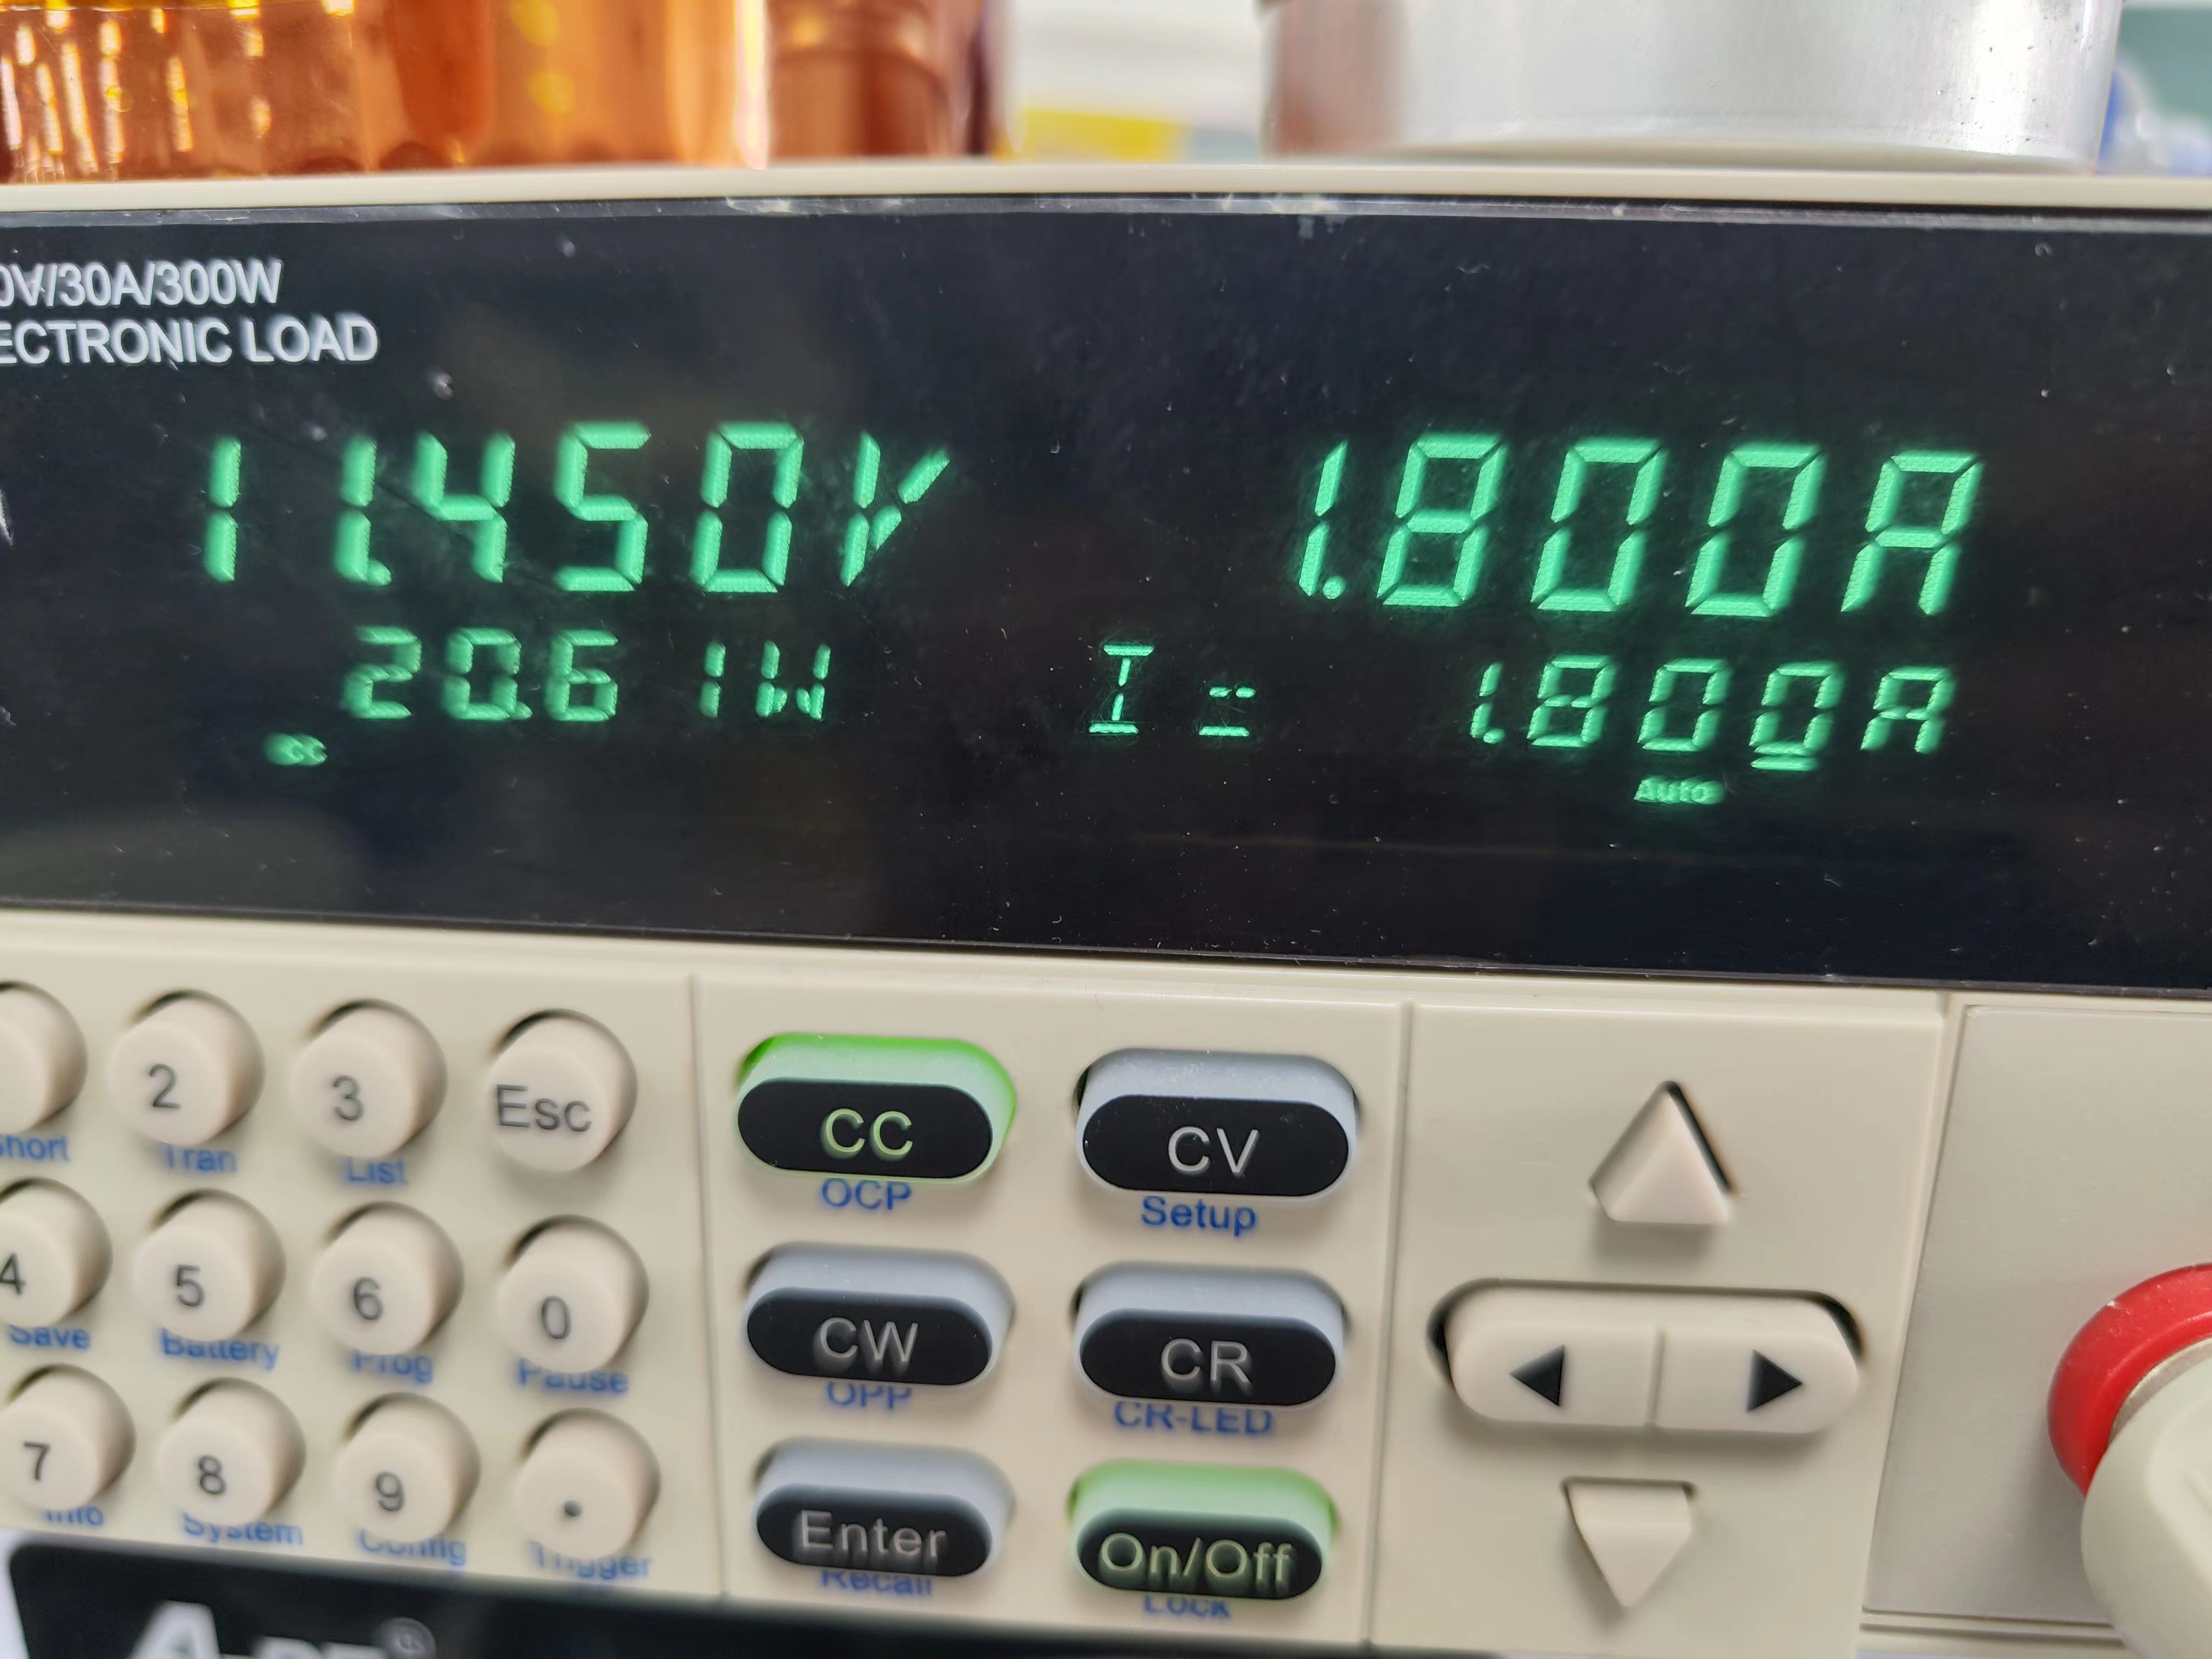 0V/30A/300W
ECTRONIC LOAD
11.450V 1.800A
20.61W I = 1.800A
CC
Auto
2 3 Esc
Short Tran List
CC CV
OCP Setup
4 5 6 0
Save Battery Prog Pause
CW CR
OPP CR-LED
7 8 9 .
Info System Config Trigger
Enter On/Off
Recall Lock